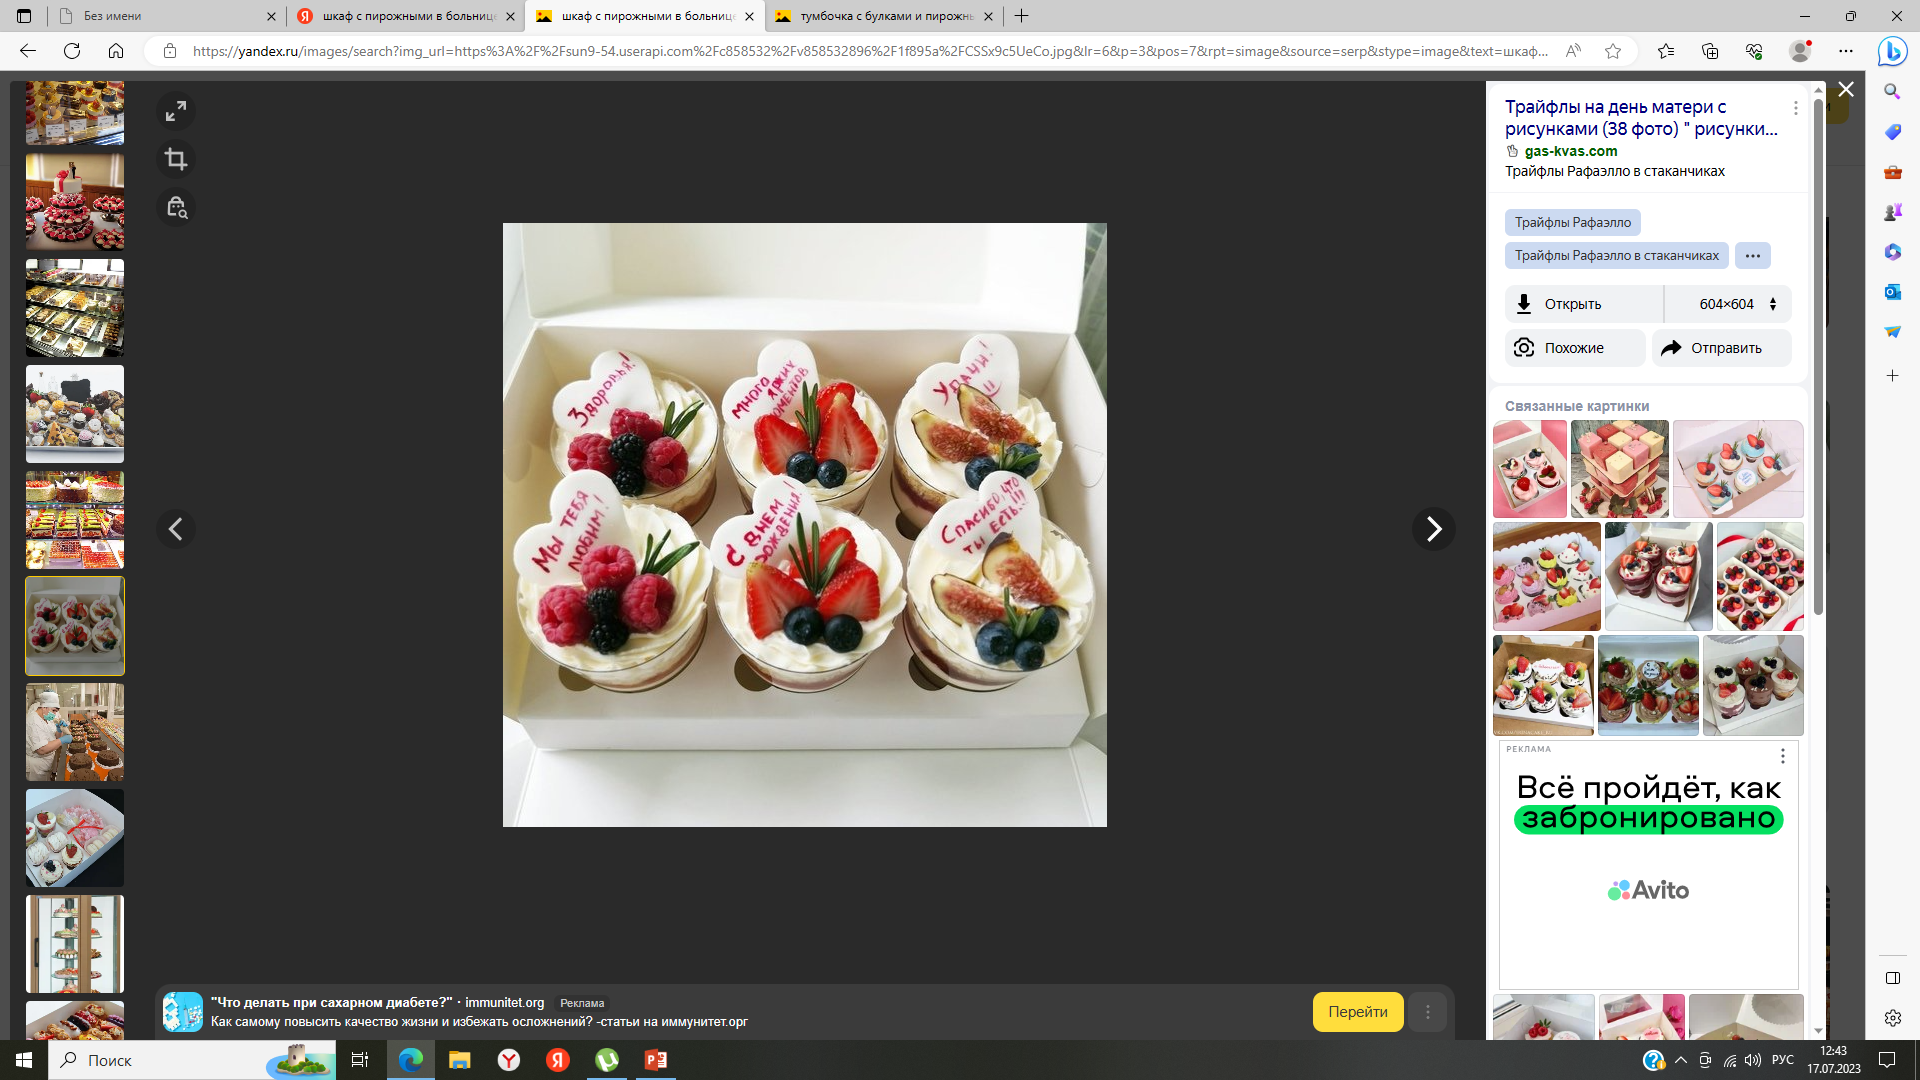 Без имени
шкаф с пирожными в больнице
шкаф с пирожными в больнице
тумбочка с булками и пирожны
https://yandex.ru/images/search?img_url=https%3A%2F%2Fsun9-54.userapi.com%2Fc858532%2Fv858532896%2F1f895a%2FCSSx9c5UeCo.jpg&lr=6&p=3&pos=7&rpt=simage&source=serp&stype=image&text=шкаф...
Здоровья!
много ярких моментов
Удачи!
Мы тебя любим!
С днем рождения!
Спасибо, что ты есть!!!
Трайфлы на день матери с
рисунками (38 фото) " рисунки...
gas-kvas.com
Трайфлы Рафаэлло в стаканчиках
Трайфлы Рафаэлло
Трайфлы Рафаэлло в стаканчиках
Открыть 604×604
Похожие Отправить
Связанные картинки
РЕКЛАМА
Всё пройдёт, как
забронировано
Avito
"Что делать при сахарном диабете?" · immunitet.org Реклама
Как самому повысить качество жизни и избежать осложнений? -статьи на иммунитет.орг
Перейти
Поиск
РУС
12:43
17.07.2023